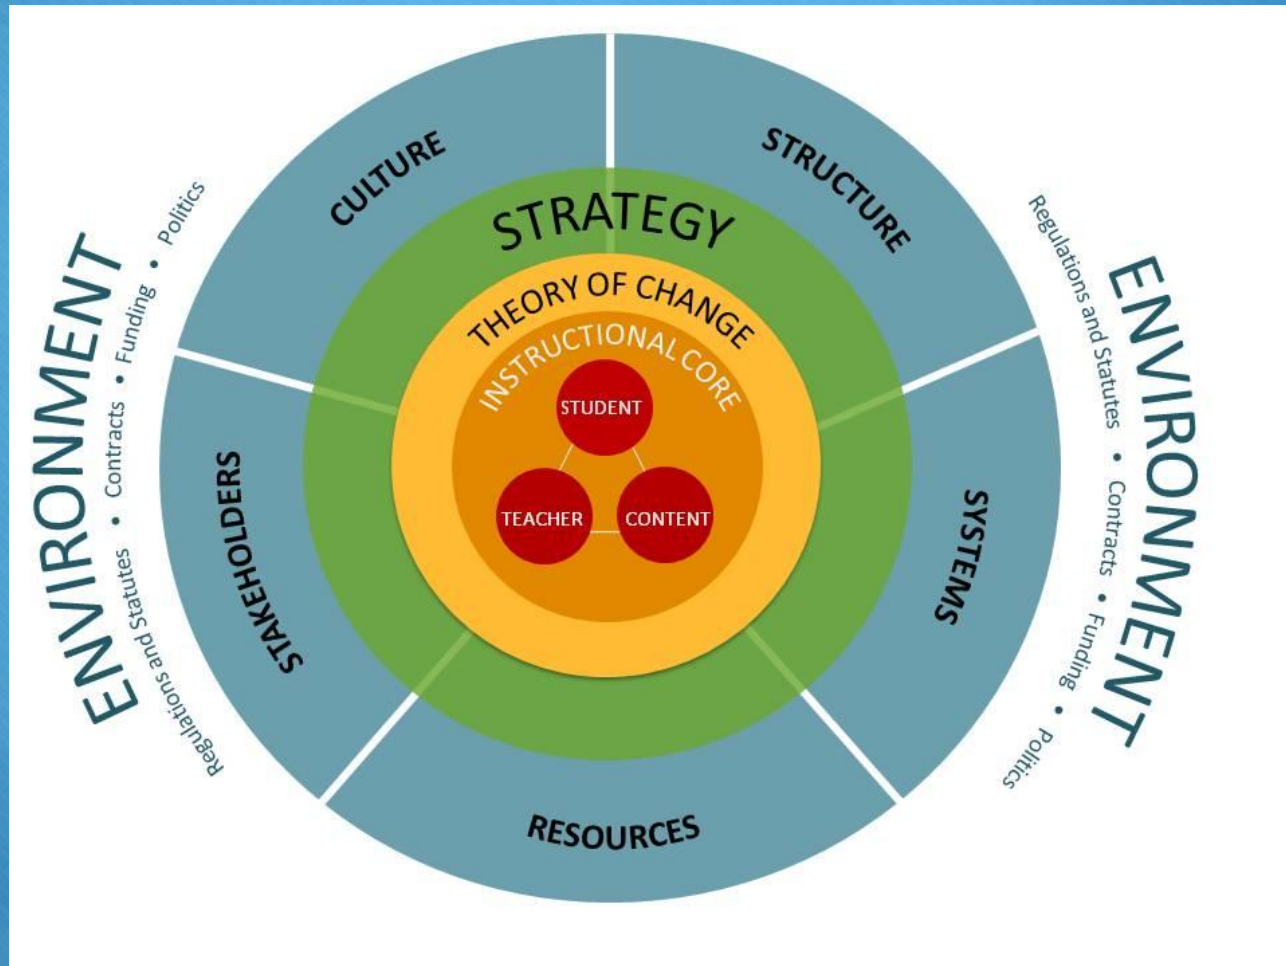 CULTURE
STRUCTURE
STRATEGY
THEORY OF CHANGE
INSTRUCTIONAL CORE
STUDENT
TEACHER
CONTENT
STAKEHOLDERS
SYSTEMS
RESOURCES
ENVIRONMENT
Regulations and Statutes • Contracts • Funding • Politics
ENVIRONMENT
Regulations and Statutes • Contracts • Funding • Politics